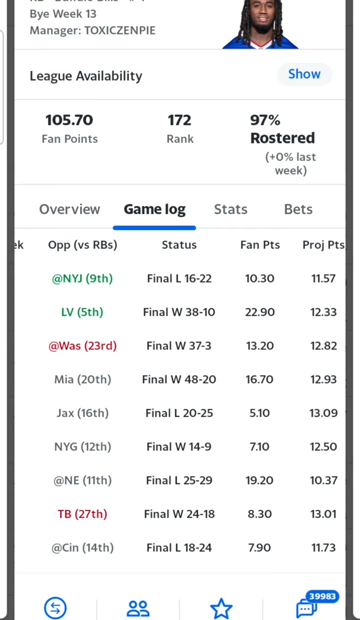 Bye Week 13
Manager: TOXICZENPIE
League Availability
Show
105.70
Fan Points
172
Rank
97%
Rostered
(+0% last
week)
Overview Game log Stats Bets
ek Opp (vs RBs) Status Fan Pts Proj Pts
@NYJ (9th) Final L 16-22 10.30 11.57
LV (5th) Final W 38-10 22.90 12.33
@Was (23rd) Final W 37-3 13.20 12.82
Mia (20th) Final W 48-20 16.70 12.93
Jax (16th) Final L 20-25 5.10 13.09
NYG (12th) Final W 14-9 7.10 12.50
@NE (11th) Final L 25-29 19.20 10.37
TB (27th) Final W 24-18 8.30 13.01
@Cin (14th) Final L 18-24 7.90 11.73
39983